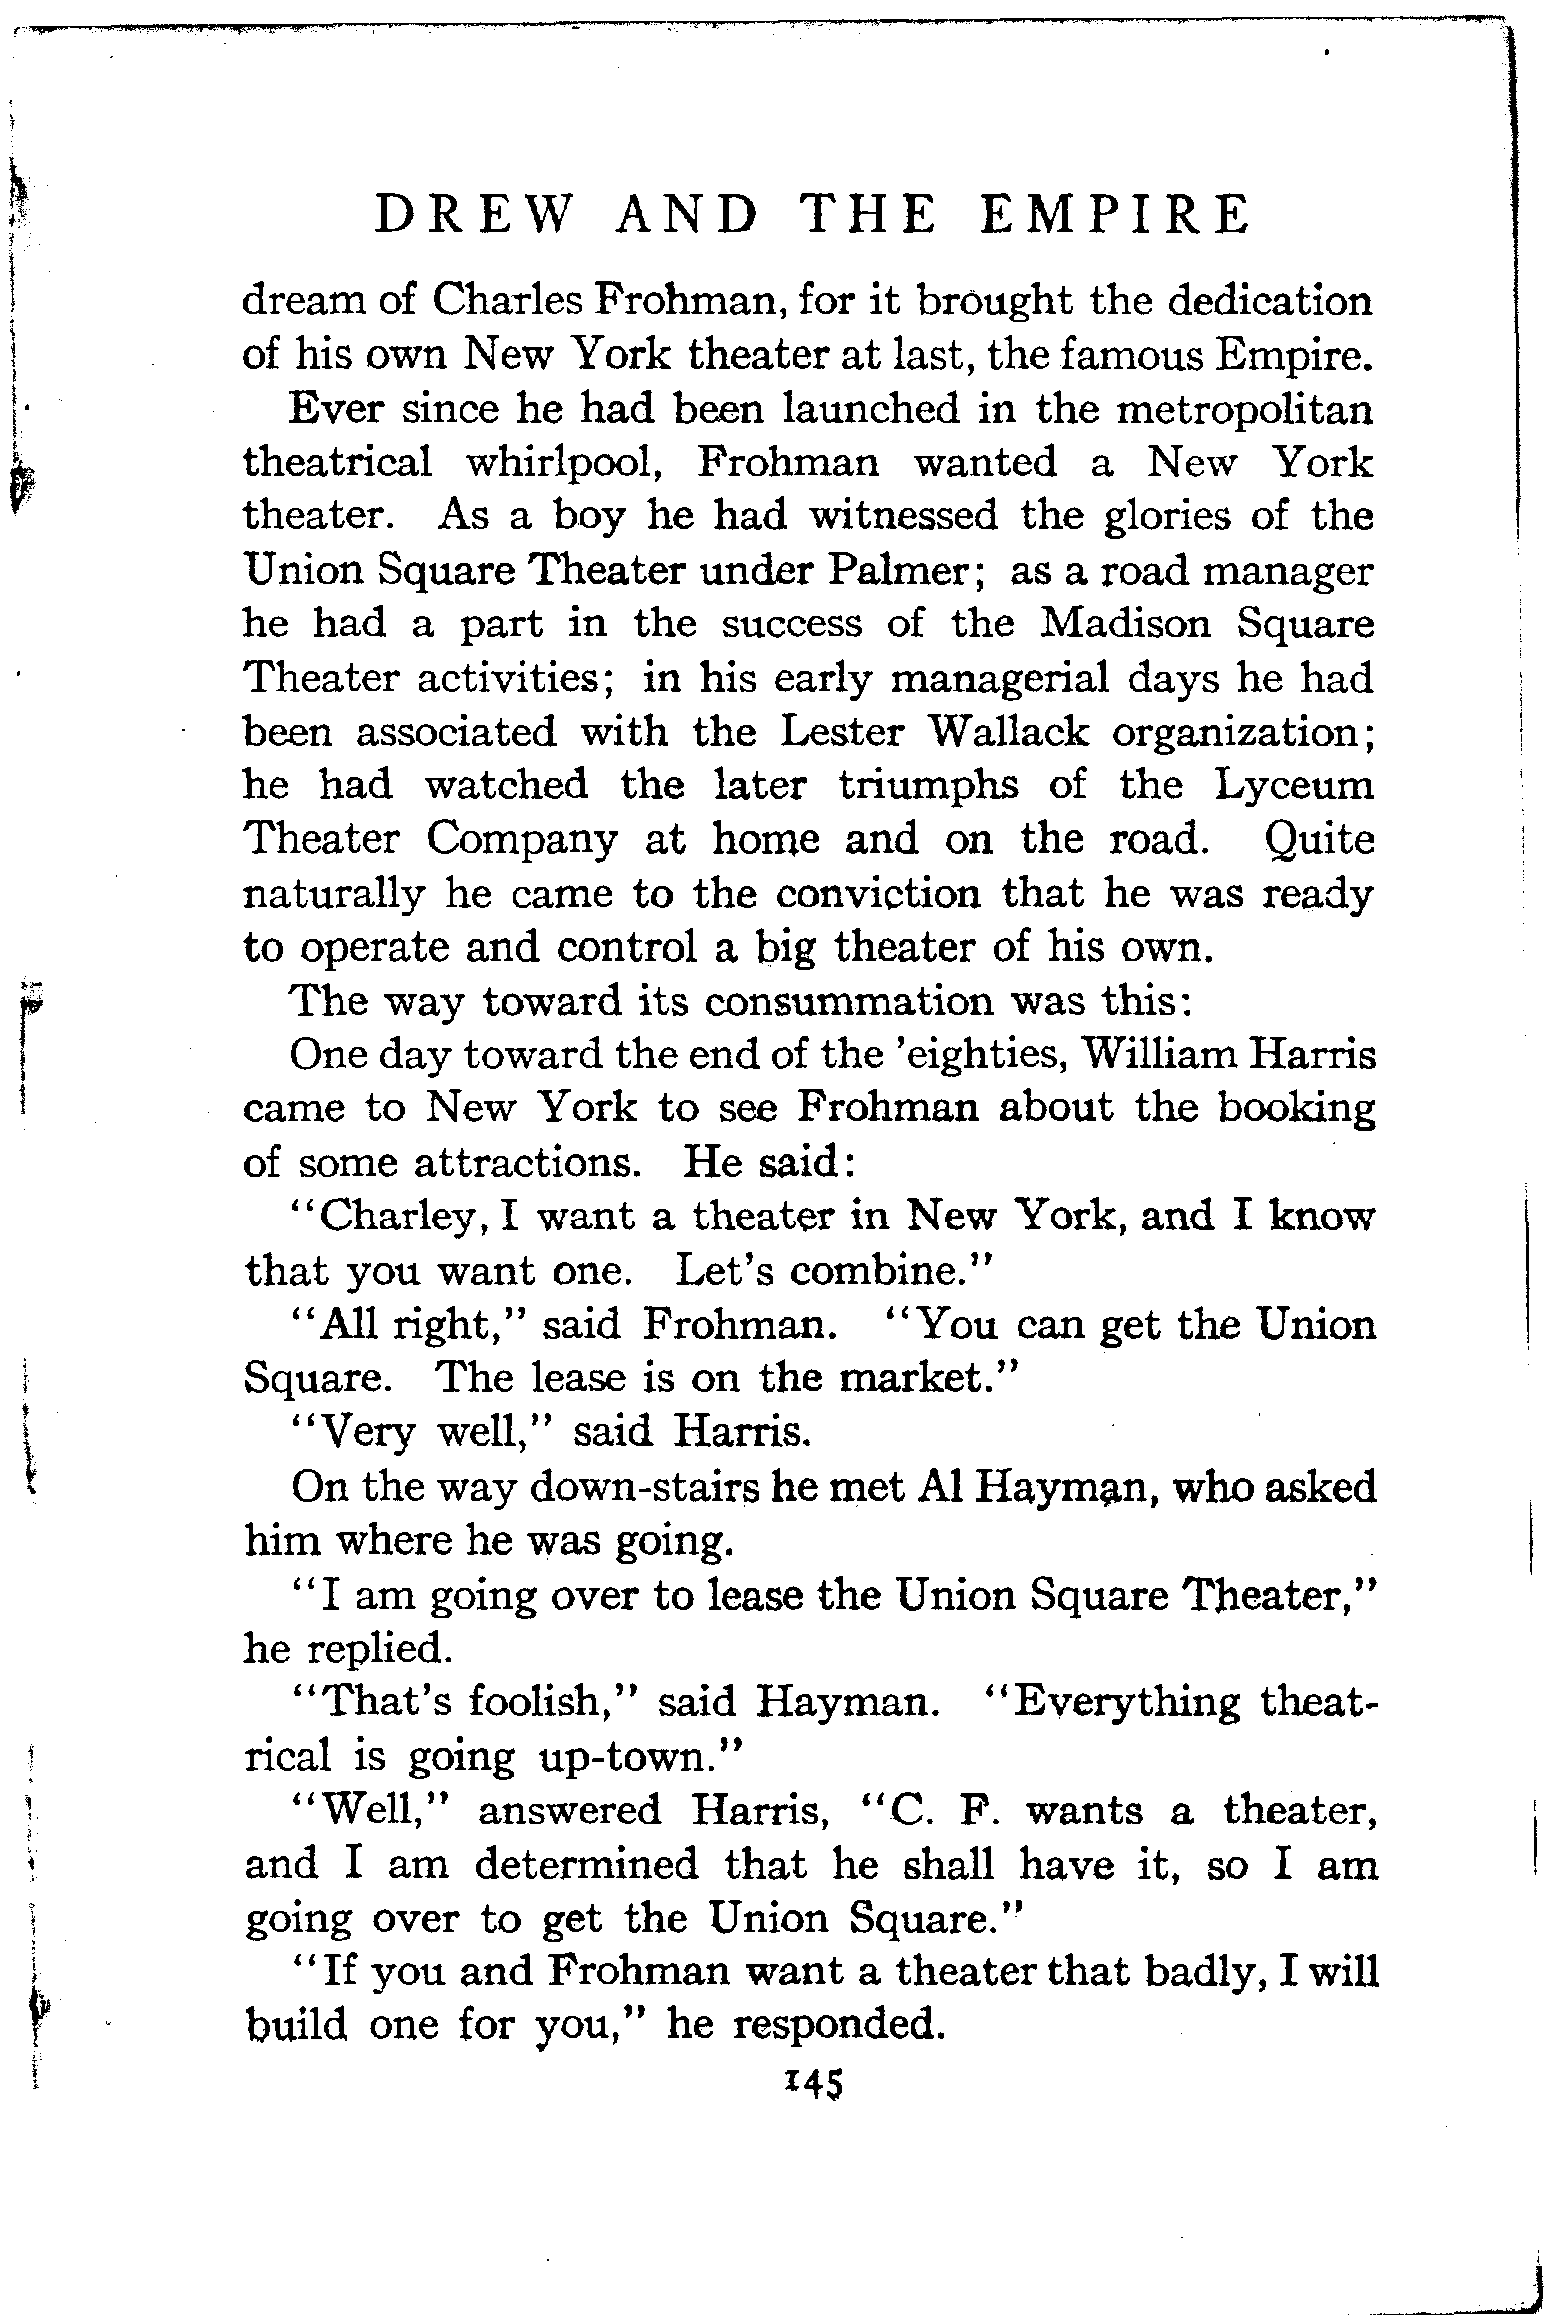 DREW AND THE EMPIRE
dream of Charles Frohman, for it brought the dedication
of his own New York theater at last, the famous Empire.
Ever since he had been launched in the metropolitan
theatrical whirlpool, Frohman wanted a New York
theater. As a boy he had witnessed the glories of the
Union Square Theater under Palmer; as a road manager
he had a part in the success of the Madison Square
Theater activities; in his early managerial days he had
been associated with the Lester Wallack organization;
he had watched the later triumphs of the Lyceum
Theater Company at home and on the road. Quite
naturally he came to the conviction that he was ready
to operate and control a big theater of his own.
The way toward its consummation was this:
One day toward the end of the 'eighties, William Harris
came to New York to see Frohman about the booking
of some attractions. He said:
"Charley, I want a theater in New York, and I know
that you want one. Let's combine."
"All right," said Frohman. "You can get the Union
Square. The lease is on the market."
"Very well," said Harris.
On the way down-stairs he met Al Hayman, who asked
him where he was going.
"I am going over to lease the Union Square Theater,"
he replied.
"That's foolish," said Hayman. "Everything theat-
rical is going up-town."
"Well," answered Harris, "C. F. wants a theater,
and I am determined that he shall have it, so I am
going over to get the Union Square."
"If you and Frohman want a theater that badly, I will
build one for you," he responded.
145